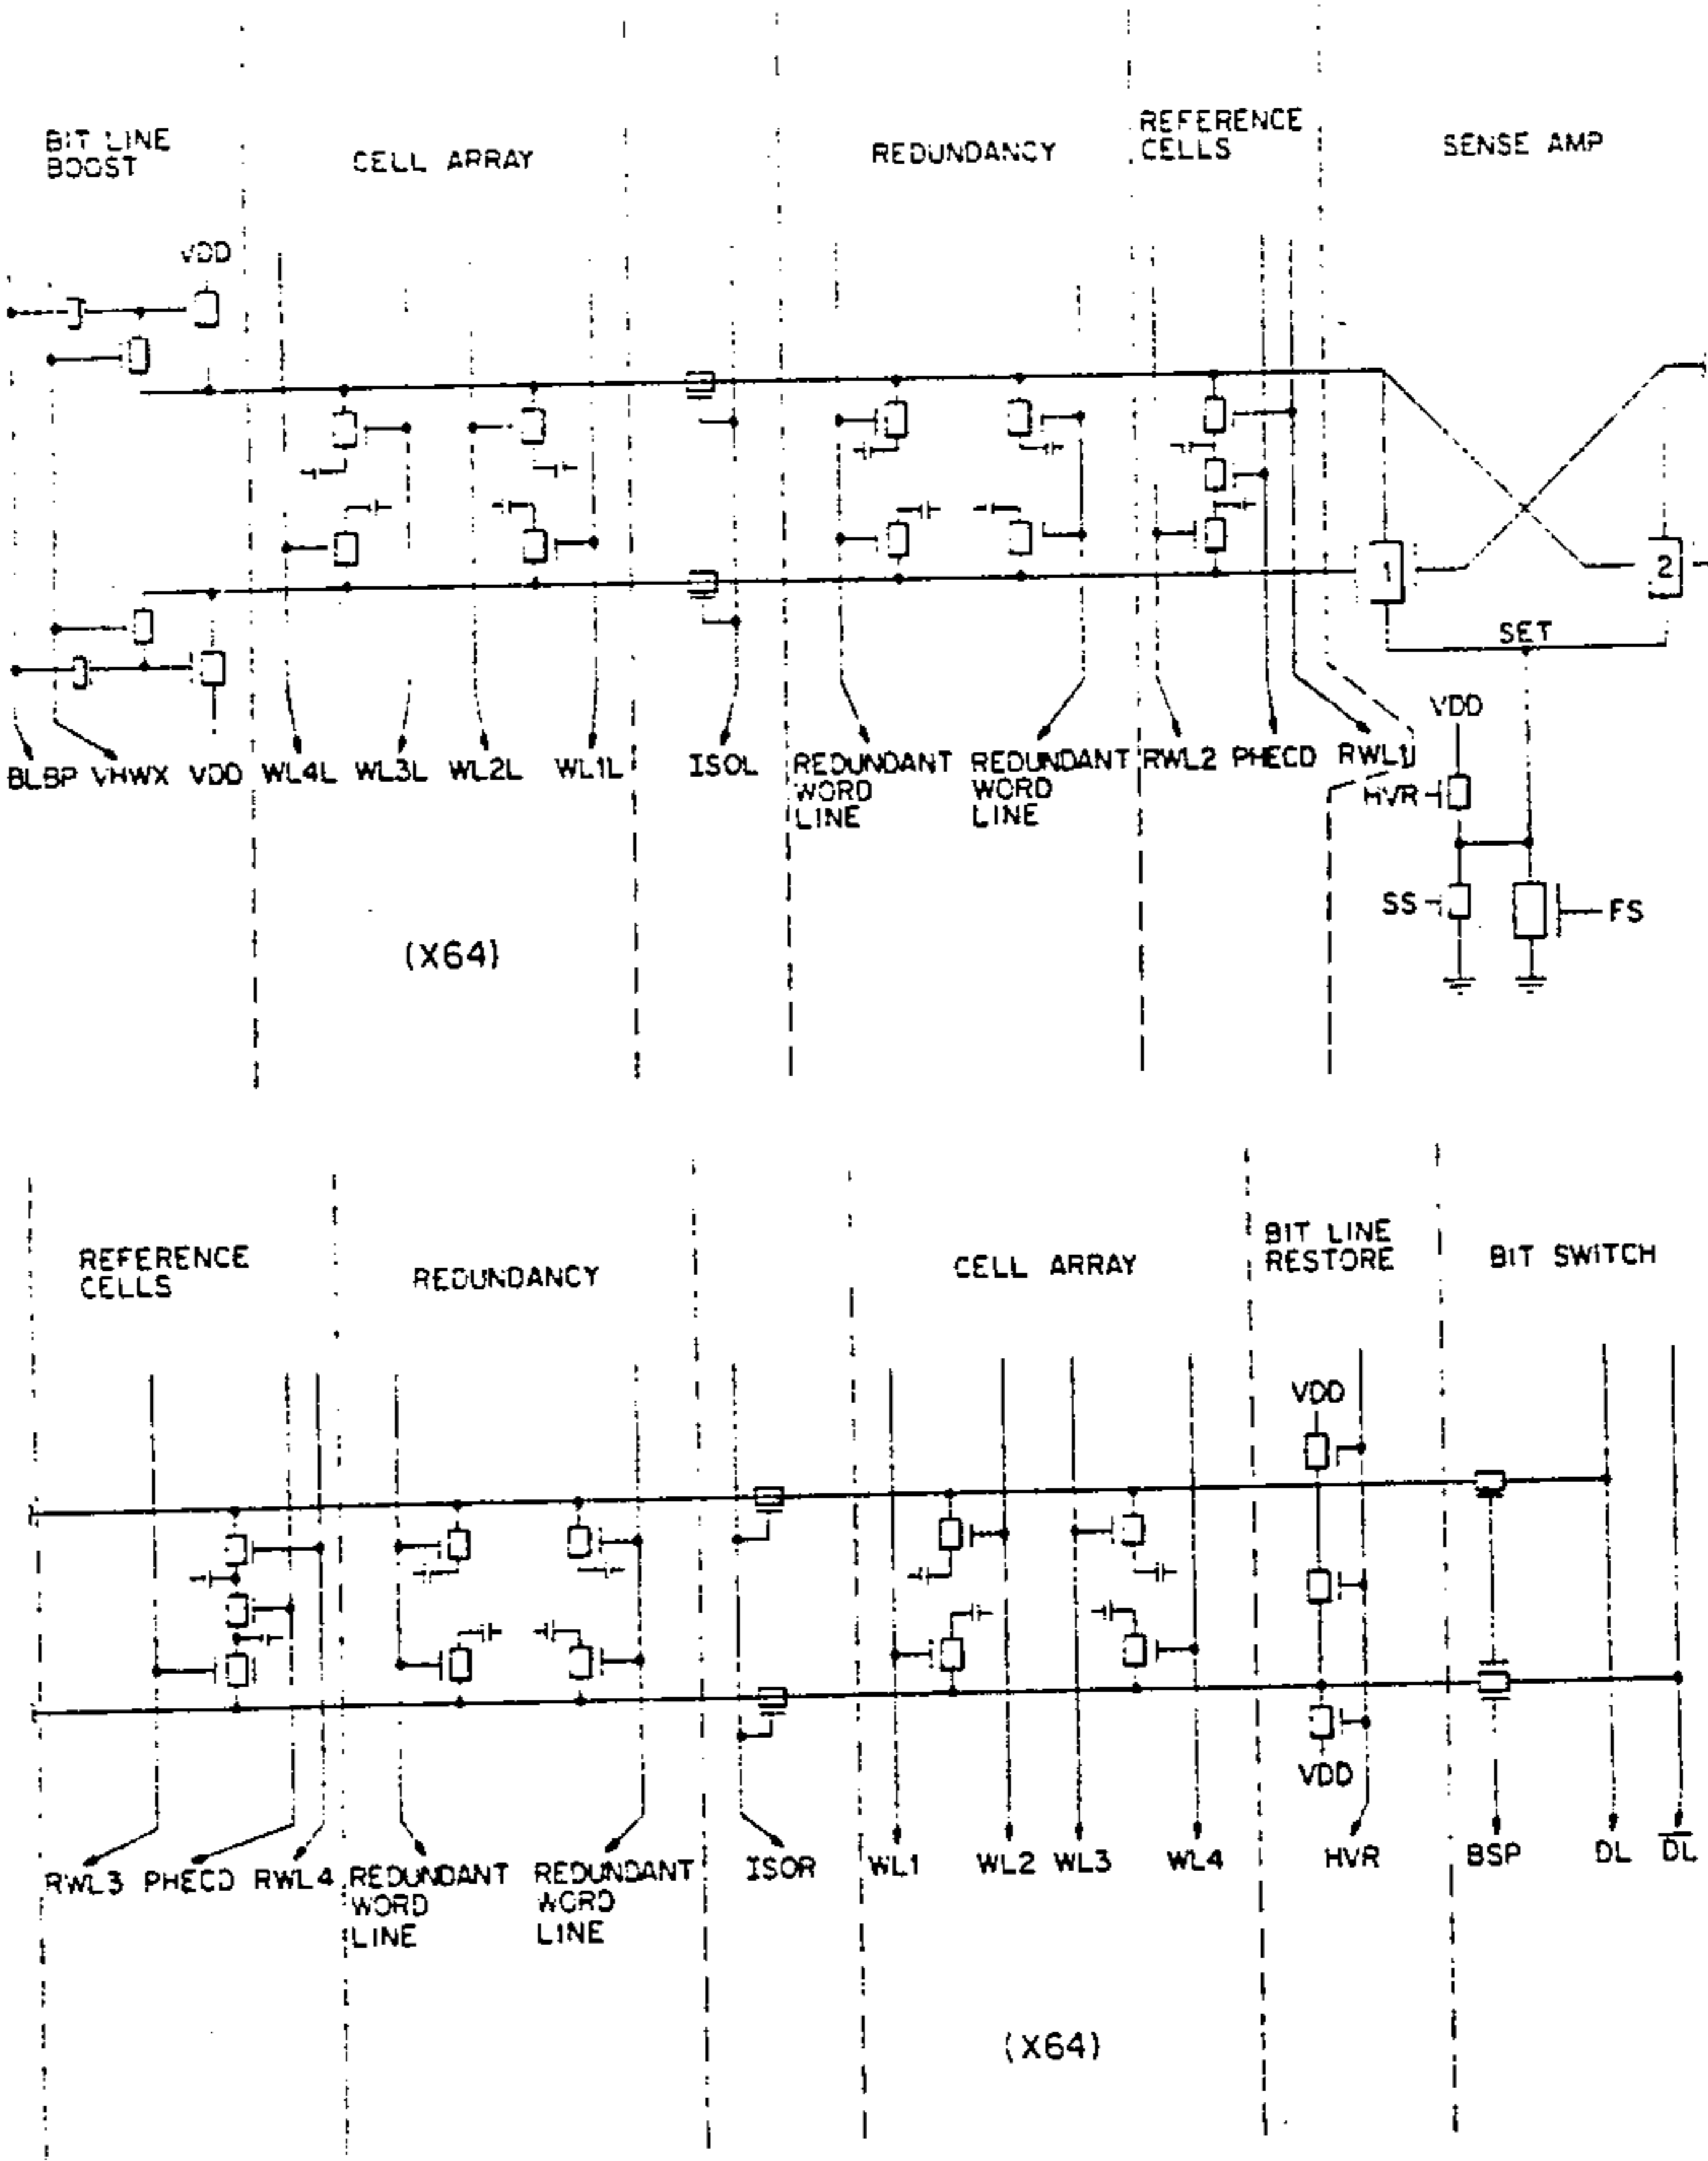 BIT LINE
BOOST
CELL ARRAY
REDUNDANCY
REFERENCE
CELLS
SENSE AMP
VDD
1
2
SET
BLBP VHWX VDD WL4L WL3L WL2L WL1L ISOL
REDUNDANT
WORD
LINE
REDUNDANT
WORD
LINE
RWL2 PHECD RWL1
VDD
HVR
SS
FS
(X64)
REFERENCE
CELLS
REDUNDANCY
CELL ARRAY
BIT LINE
RESTORE
BIT SWITCH
VDD
VDD
RWL3 PHECD RWL4
REDUNDANT
WORD
LINE
REDUNDANT
WORD
LINE
ISOR WL1 WL2 WL3 WL4 HVR BSP DL D̅L̅
(X64)